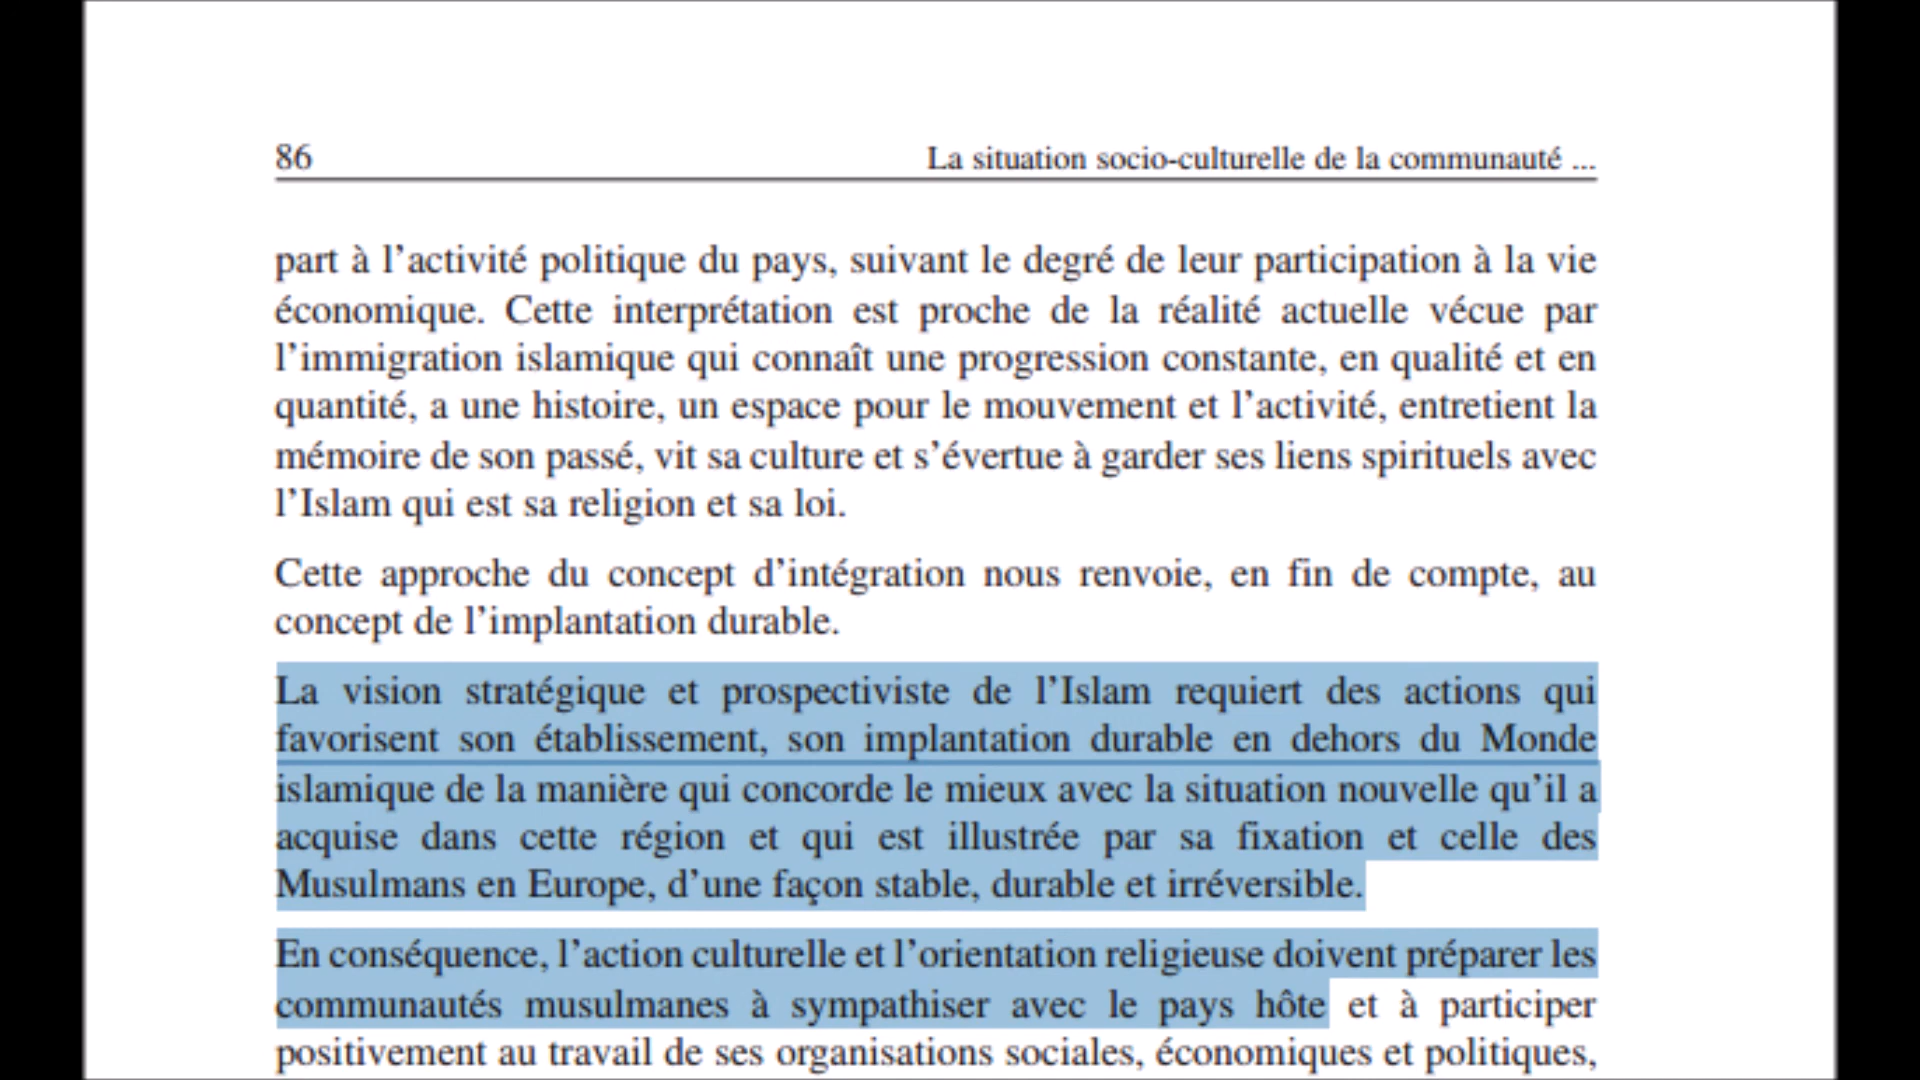 86 La situation socio-culturelle de la communauté ...
part à l’activité politique du pays, suivant le degré de leur participation à la vie
économique. Cette interprétation est proche de la réalité actuelle vécue par
l’immigration islamique qui connaît une progression constante, en qualité et en
quantité, a une histoire, un espace pour le mouvement et l’activité, entretient la
mémoire de son passé, vit sa culture et s’évertue à garder ses liens spirituels avec
l’Islam qui est sa religion et sa loi.
Cette approche du concept d’intégration nous renvoie, en fin de compte, au
concept de l’implantation durable.
La vision stratégique et prospectiviste de l’Islam requiert des actions qui
favorisent son établissement, son implantation durable en dehors du Monde
islamique de la manière qui concorde le mieux avec la situation nouvelle qu’il a
acquise dans cette région et qui est illustrée par sa fixation et celle des
Musulmans en Europe, d’une façon stable, durable et irréversible.
En conséquence, l’action culturelle et l’orientation religieuse doivent préparer les
communautés musulmanes à sympathiser avec le pays hôte et à participer
positivement au travail de ses organisations sociales, économiques et politiques,